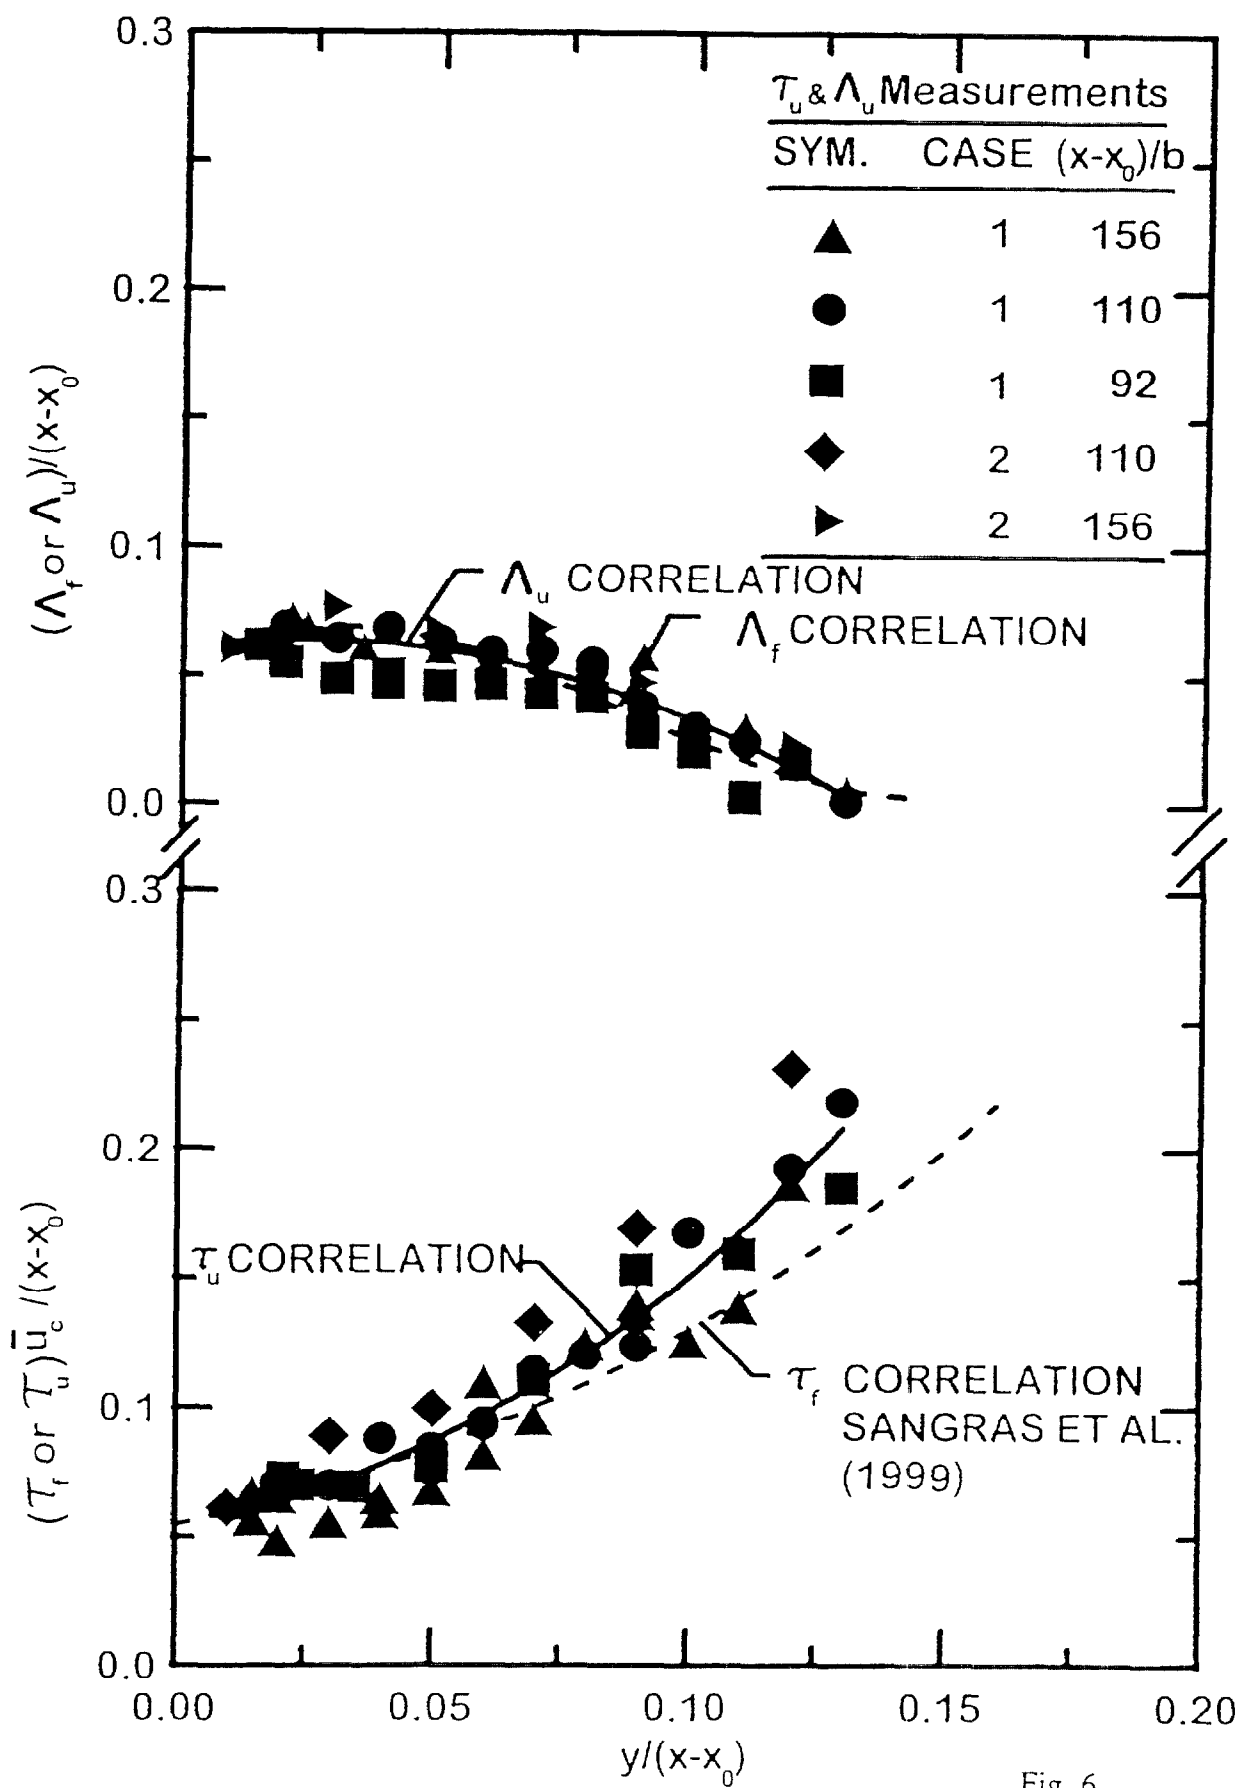 0.3
τu & Λu Measurements
SYM. CASE (x-x0)/b
1 156
1 110
1 92
2 110
2 156
0.2
0.1
0.0
(Λf or Λu)/(x-x0)
Λu CORRELATION
Λf CORRELATION
0.3
0.2
0.1
0.0
(τf or τu)u̅c/(x-x0)
τu CORRELATION
τf CORRELATION
SANGRAS ET AL.
(1999)
0.00 0.05 0.10 0.15 0.20
y/(x-x0)
Fig. 6